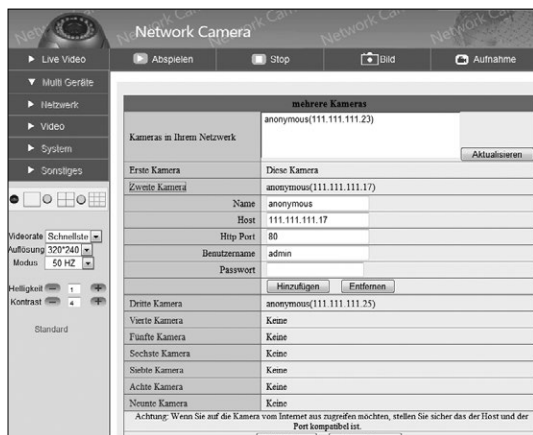 Network Camera
Live Video
Abspielen
Stop
Bild
Aufnahme
Multi Geräte
Netzwerk
Video
System
Sonstiges
Videorate Schnellste
Auflösung 320*240
Modus 50 HZ
Helligkeit 1
Kontrast 4
Standard
mehrere Kameras
Kameras in Ihrem Netzwerk
anonymous(111.111.111.23)
Aktualisieren
Erste Kamera Diese Kamera
Zweite Kamera anonymous(111.111.111.17)
Name anonymous
Host 111.111.111.17
Http Port 80
Benutzername admin
Passwort
Hinzufügen Entfernen
Dritte Kamera anonymous(111.111.111.25)
Vierte Kamera Keine
Fünfte Kamera Keine
Sechste Kamera Keine
Siebte Kamera Keine
Achte Kamera Keine
Neunte Kamera Keine
Achtung: Wenn Sie auf die Kamera vom Internet aus zugreifen möchten, stellen Sie sicher das der Host und der
Port kompatibel ist.